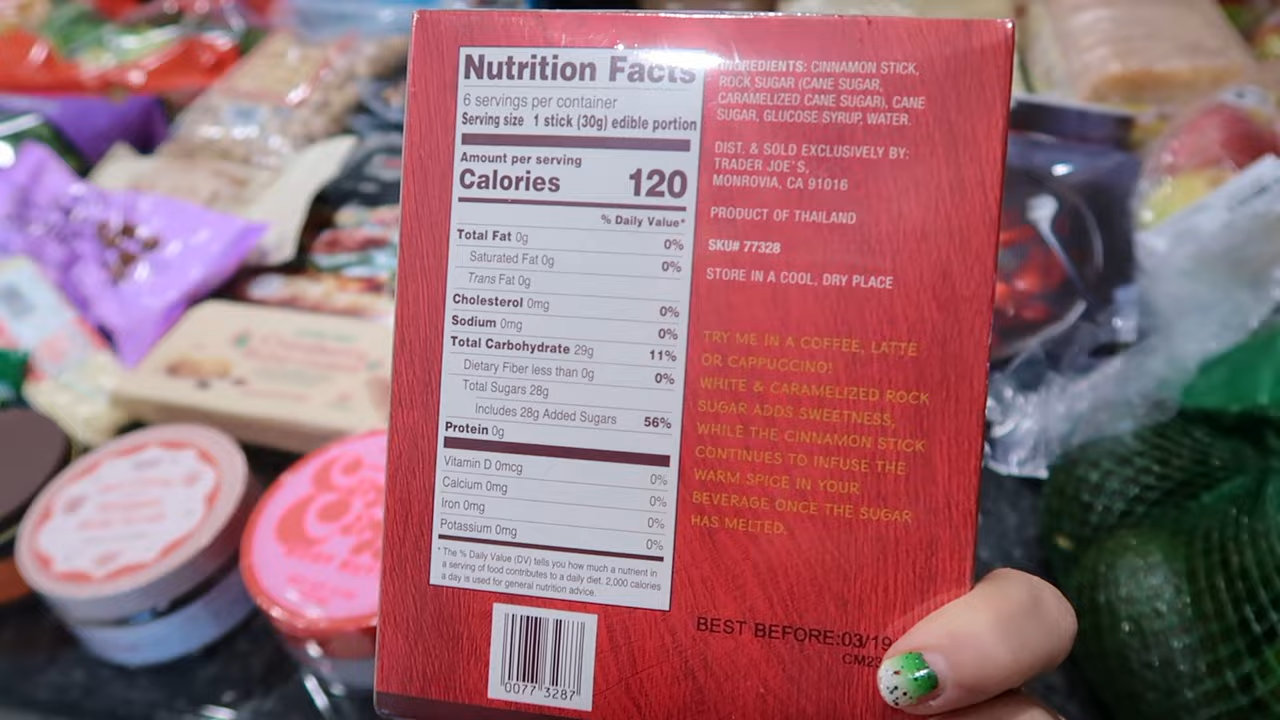 Nutrition Facts
6 servings per container
Serving size 1 stick (30g) edible portion
Amount per serving
Calories 120
% Daily Value*
Total Fat 0g 0%
Saturated Fat 0g 0%
Trans Fat 0g
Cholesterol 0mg 0%
Sodium 0mg 0%
Total Carbohydrate 29g 11%
Dietary Fiber less than 0g 0%
Total Sugars 28g
Includes 28g Added Sugars 56%
Protein 0g
Vitamin D 0mcg 0%
Calcium 0mg 0%
Iron 0mg 0%
Potassium 0mg 0%
* The % Daily Value (DV) tells you how much a nutrient in
a serving of food contributes to a daily diet. 2,000 calories
a day is used for general nutrition advice.
0077 3287
INGREDIENTS: CINNAMON STICK,
ROCK SUGAR (CANE SUGAR,
CARAMELIZED CANE SUGAR), CANE
SUGAR, GLUCOSE SYRUP, WATER.
DIST. & SOLD EXCLUSIVELY BY:
TRADER JOE'S,
MONROVIA, CA 91016
PRODUCT OF THAILAND
SKU# 77328
STORE IN A COOL, DRY PLACE
TRY ME IN A COFFEE, LATTE
OR CAPPUCCINO!
WHITE & CARAMELIZED ROCK
SUGAR ADDS SWEETNESS,
WHILE THE CINNAMON STICK
CONTINUES TO INFUSE THE
WARM SPICE IN YOUR
BEVERAGE ONCE THE SUGAR
HAS MELTED.
BEST BEFORE:03/19
CM23